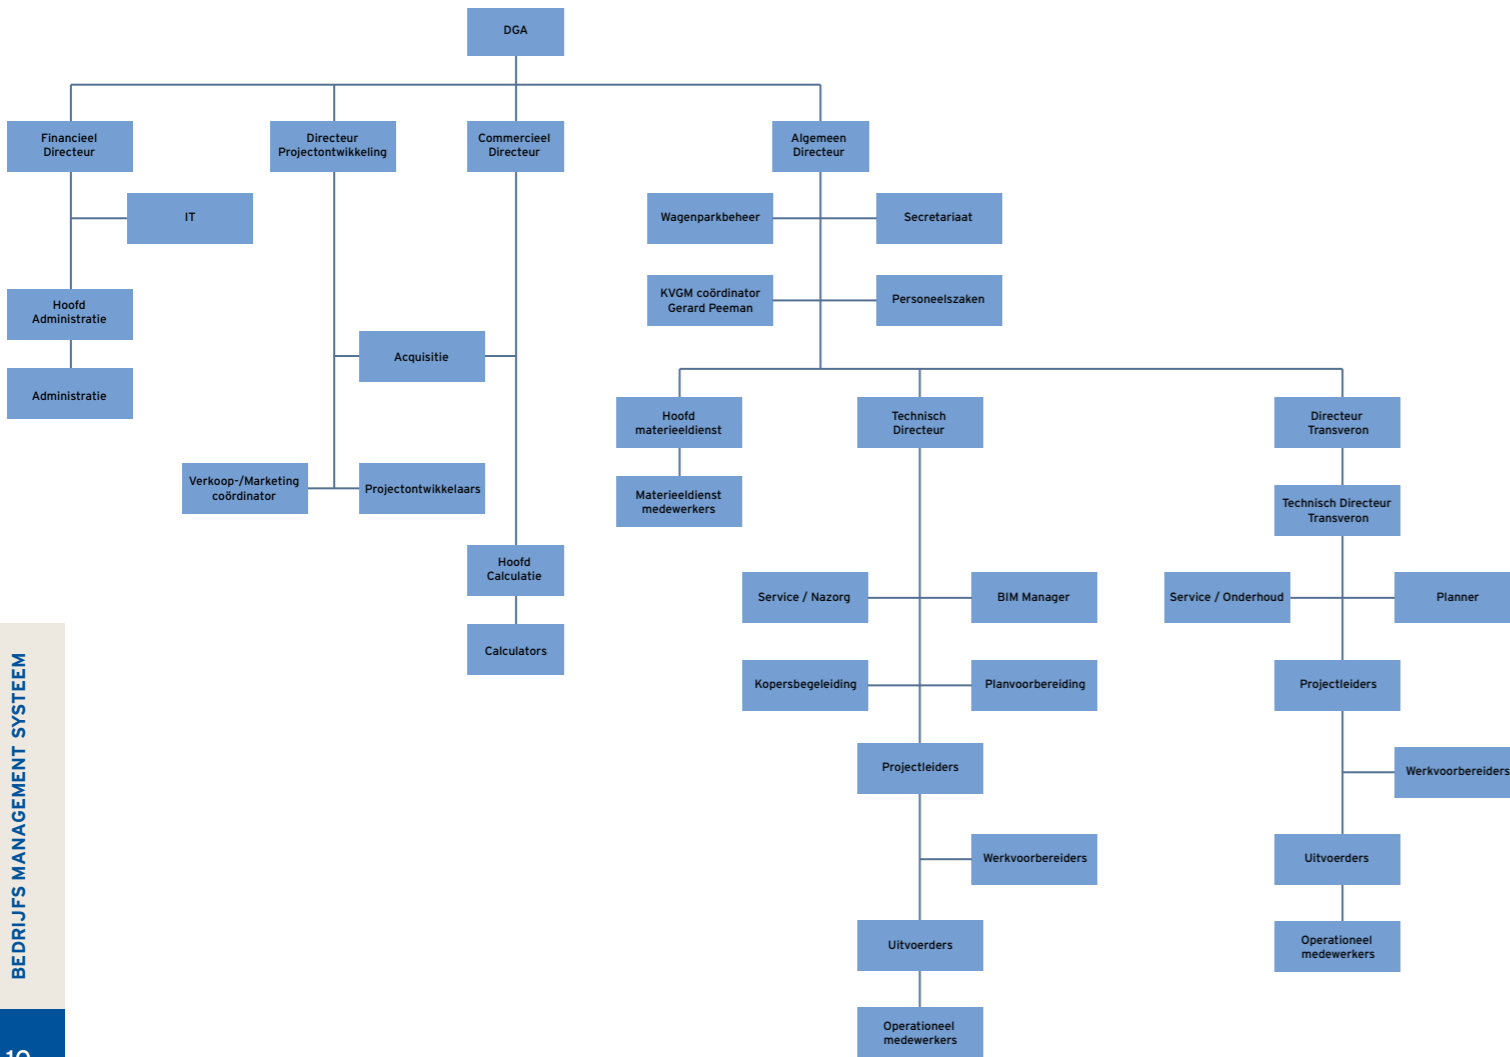 DGA
Financieel
Directeur
Directeur
Projectontwikkeling
Commercieel
Directeur
Algemeen
Directeur
IT
Wagenparkbeheer
Secretariaat
Hoofd
Administratie
KVGM coördinator
Gerard Peeman
Personeelszaken
Acquisitie
Administratie
Hoofd
materieeldienst
Technisch
Directeur
Directeur
Transveron
Verkoop-/Marketing
coördinator
Projectontwikkelaars
Materieeldienst
medewerkers
Technisch Directeur
Transveron
Hoofd
Calculatie
Service / Nazorg
BIM Manager
Service / Onderhoud
Planner
Calculators
Kopersbegeleiding
Planvoorbereiding
Projectleiders
Projectleiders
Werkvoorbereiders
Werkvoorbereiders
Uitvoerders
Uitvoerders
Operationeel
medewerkers
Operationeel
medewerkers
BEDRIJFS MANAGEMENT SYSTEEM